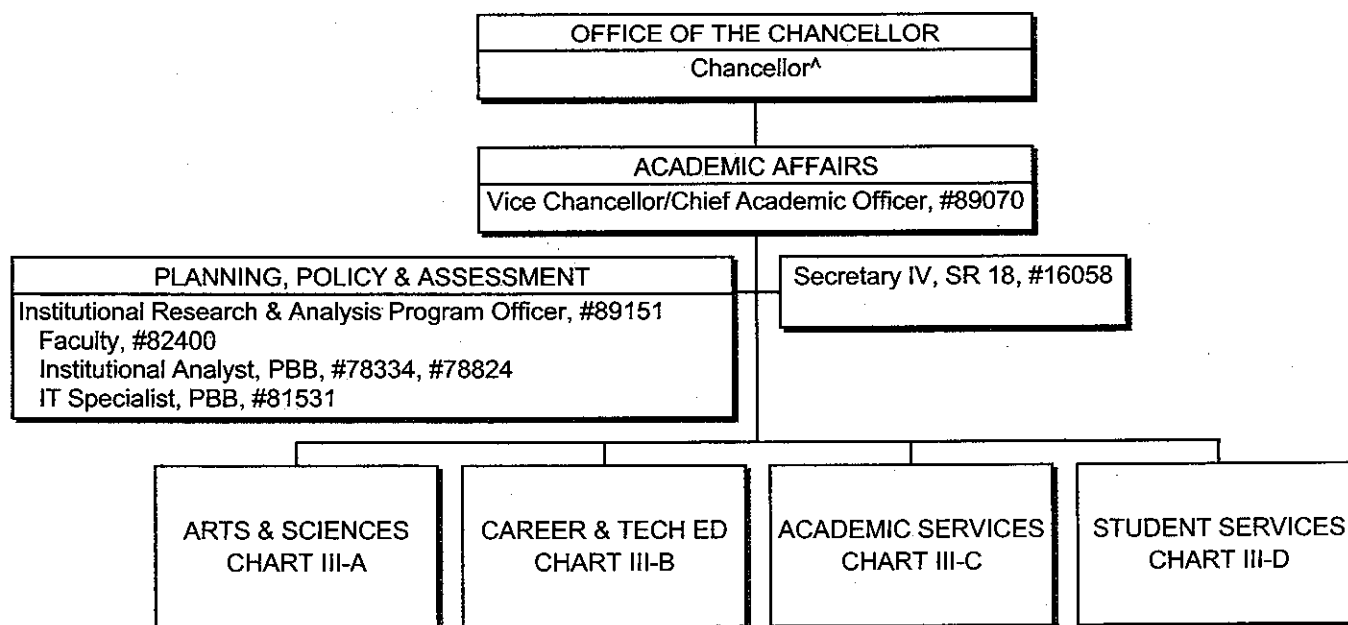 OFFICE OF THE CHANCELLOR
Chancellor^
ACADEMIC AFFAIRS
Vice Chancellor/Chief Academic Officer, #89070
PLANNING, POLICY & ASSESSMENT
Institutional Research & Analysis Program Officer, #89151
Faculty, #82400
Institutional Analyst, PBB, #78334, #78824
IT Specialist, PBB, #81531
Secretary IV, SR 18, #16058
ARTS & SCIENCES
CHART III-A
CAREER & TECH ED
CHART III-B
ACADEMIC SERVICES
CHART III-C
STUDENT SERVICES
CHART III-D